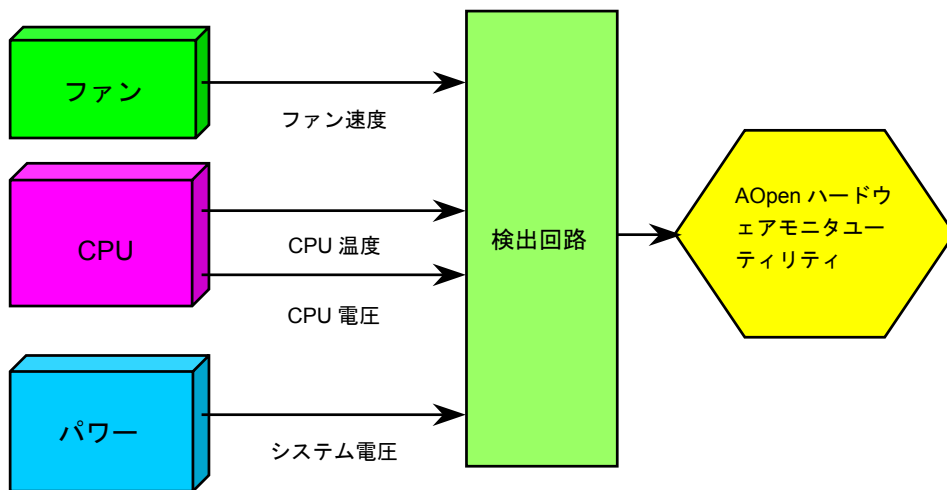 ファン
ファン速度
CPU
CPU 温度
CPU 電圧
パワー
システム電圧
検出回路
AOpen ハードウ
ェアモニタユー
ティリティ